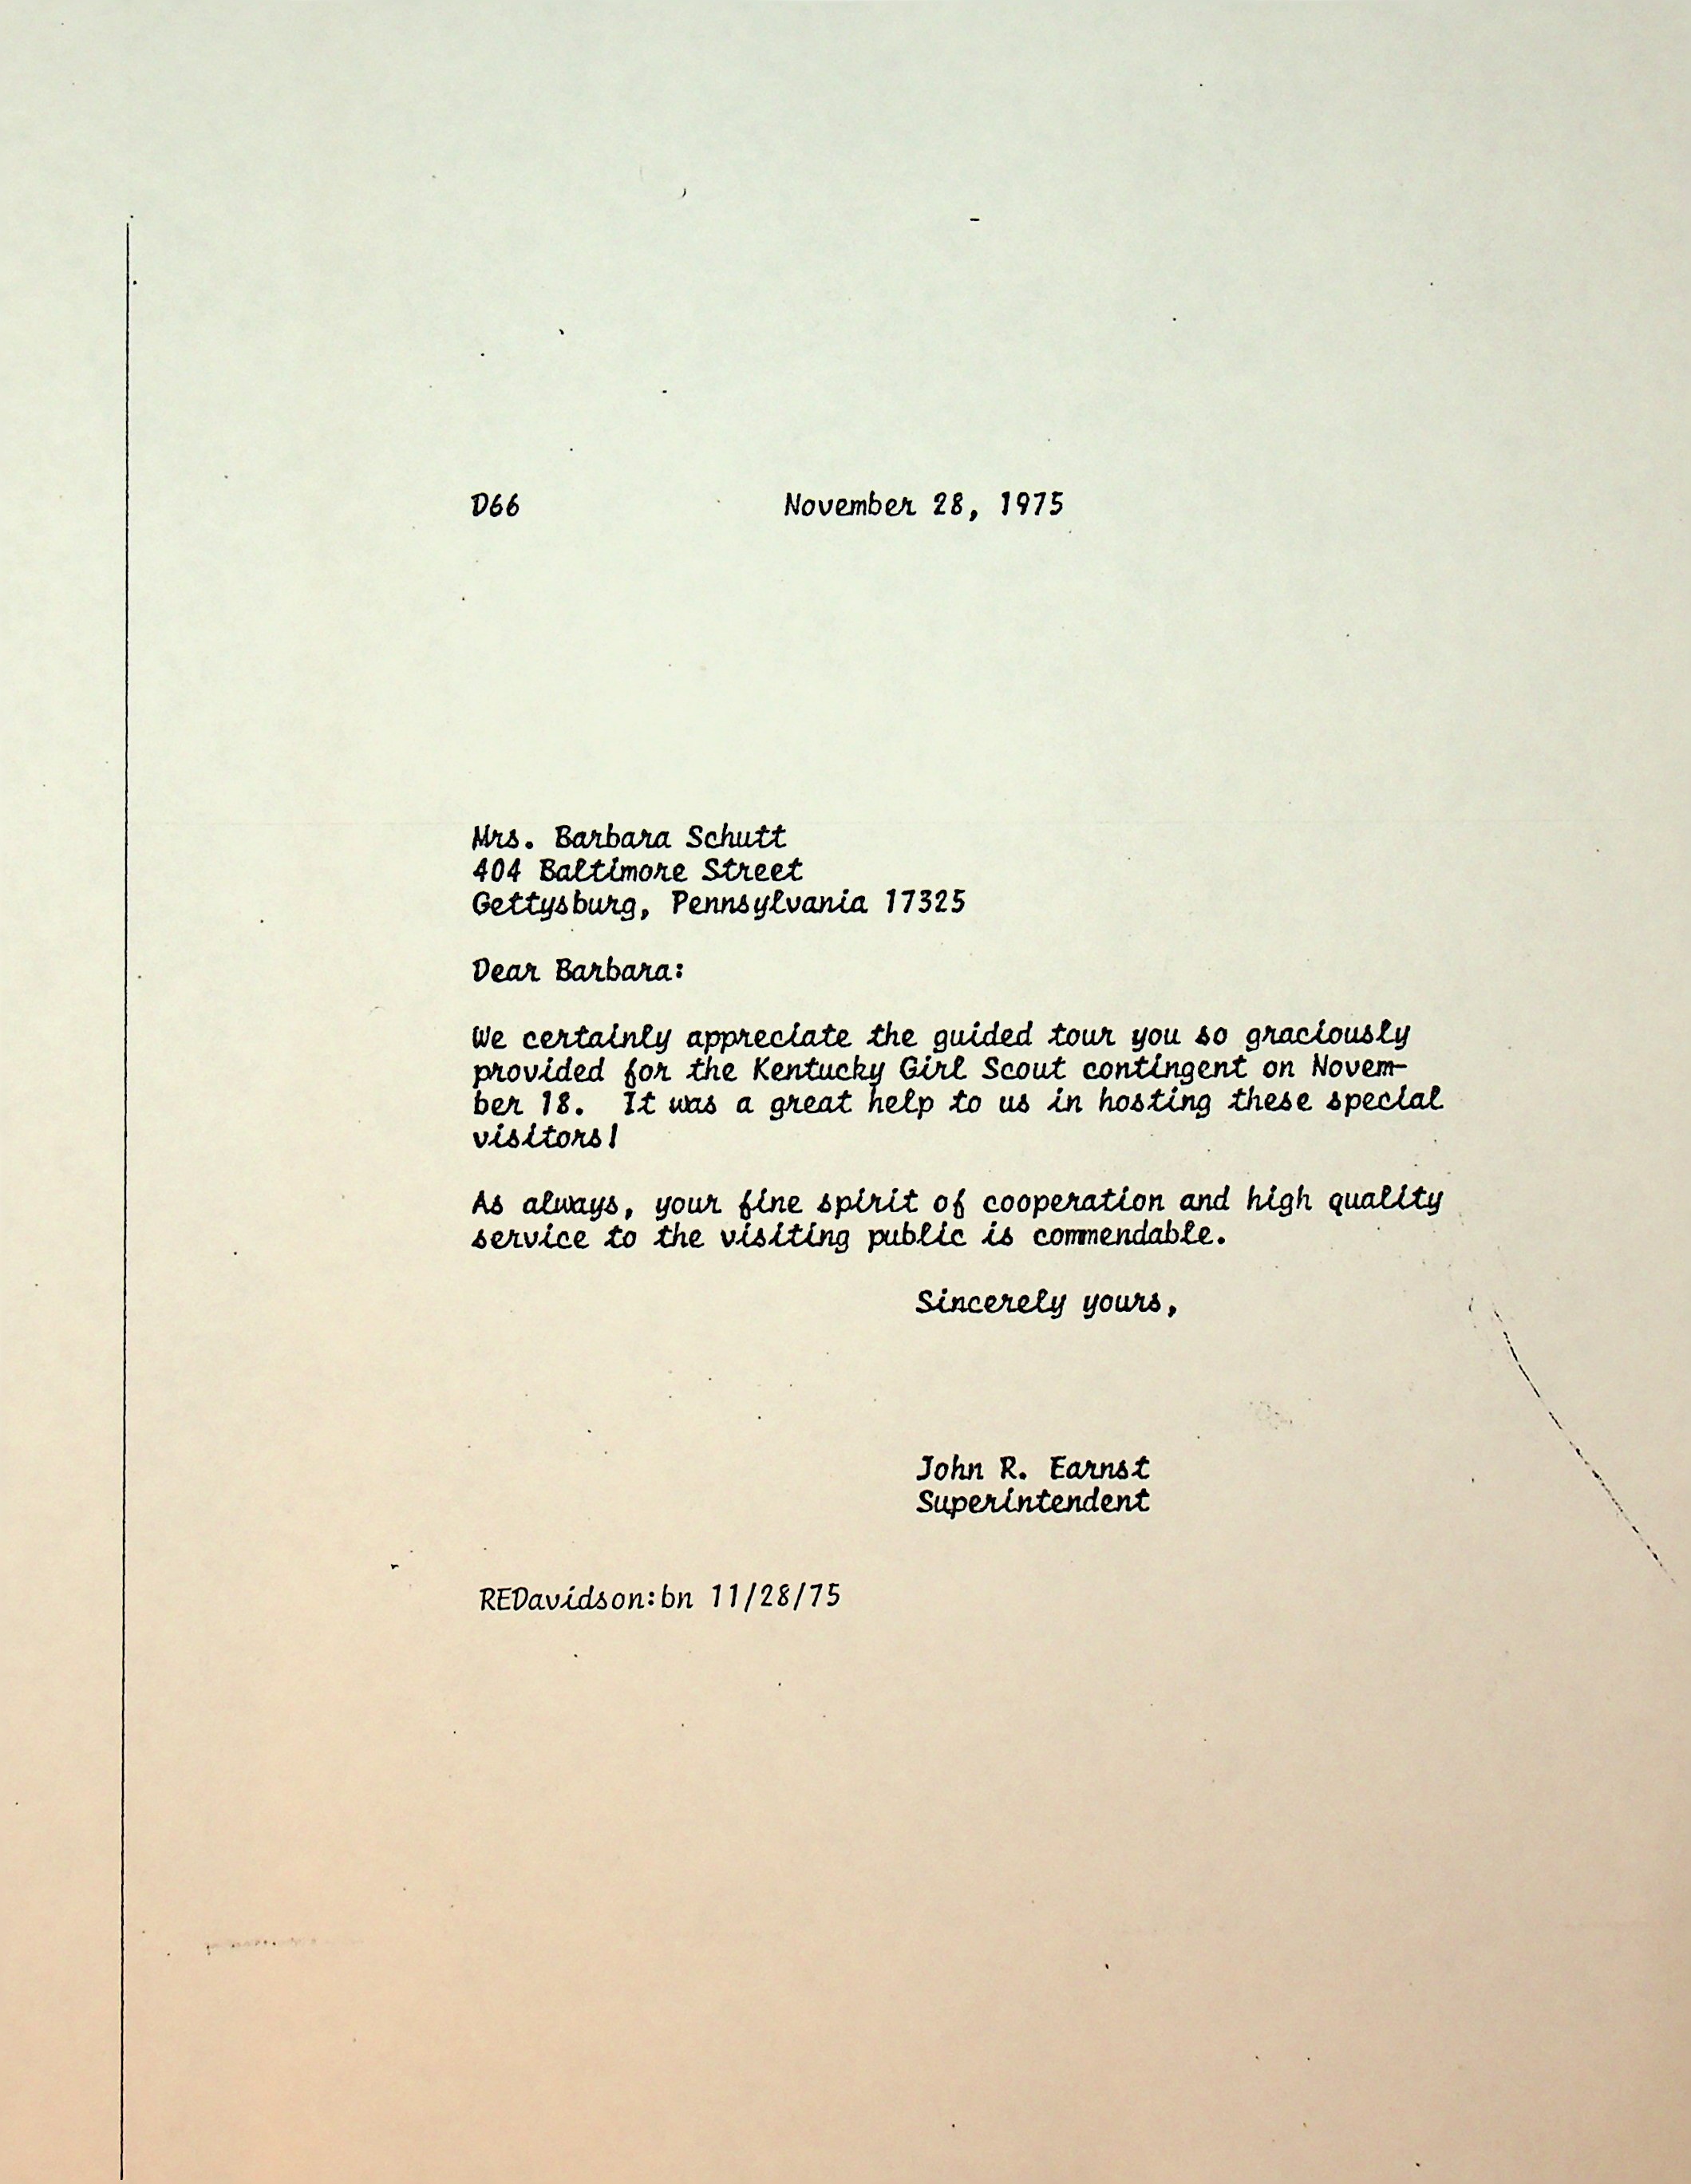 D66 November 28, 1975
Mrs. Barbara Schutt
404 Baltimore Street
Gettysburg, Pennsylvania 17325
Dear Barbara:
We certainly appreciate the guided tour you so graciously
provided for the Kentucky Girl Scout contingent on Novem-
ber 18. It was a great help to us in hosting these special
visitors!
As always, your fine spirit of cooperation and high quality
service to the visiting public is commendable.
Sincerely yours,
John R. Earnst
Superintendent
REDavidson:bn 11/28/75